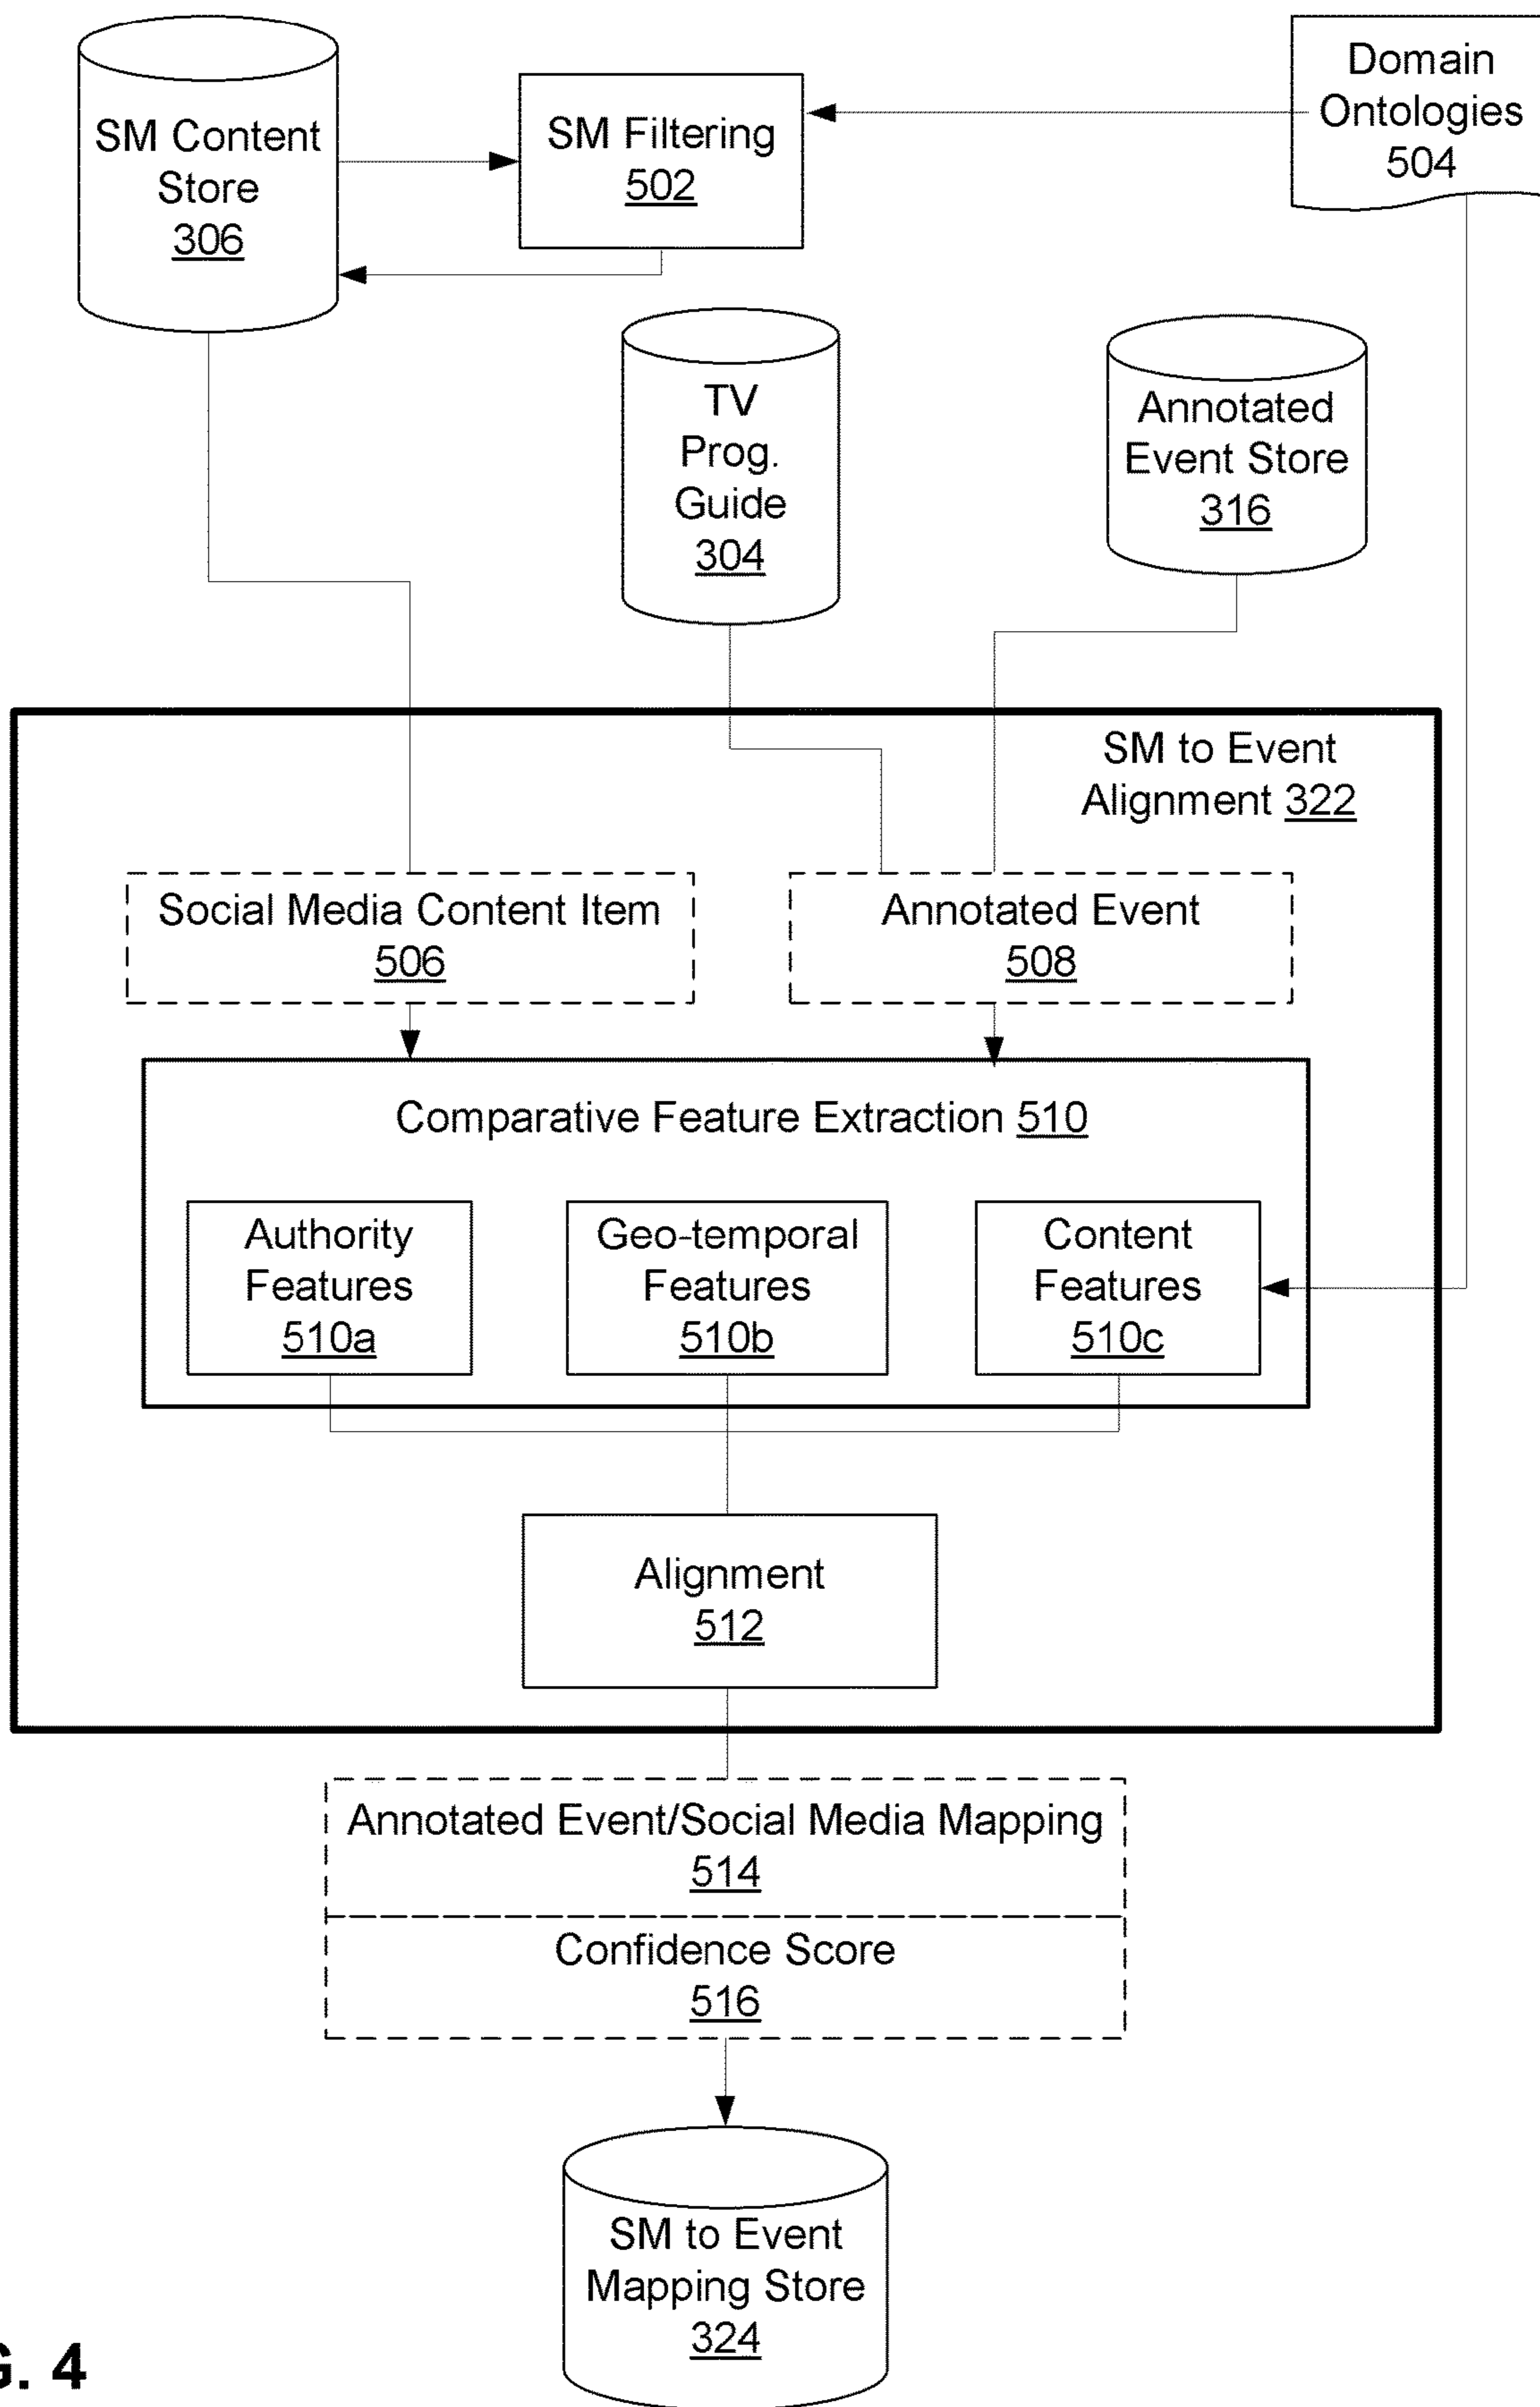 SM Content
Store
306
SM Filtering
502
Domain
Ontologies
504
TV
Prog.
Guide
304
Annotated
Event Store
316
SM to Event
Alignment 322
Social Media Content Item
506
Annotated Event
508
Comparative Feature Extraction 510
Authority
Features
510a
Geo-temporal
Features
510b
Content
Features
510c
Alignment
512
Annotated Event/Social Media Mapping
514
Confidence Score
516
SM to Event
Mapping Store
324
G. 4